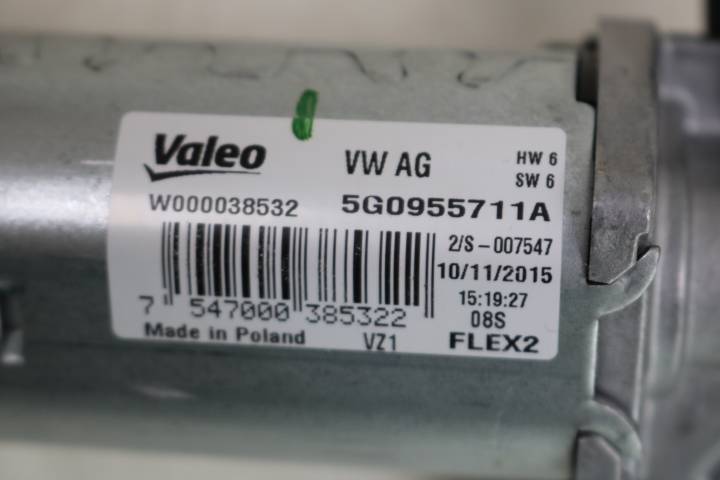 Valeo VW AG HW 6
SW 6
W000038532 5G0955711A
2/S-007547
10/11/2015
15:19:27
7 547000 385322 08S
Made in Poland VZ1 FLEX2